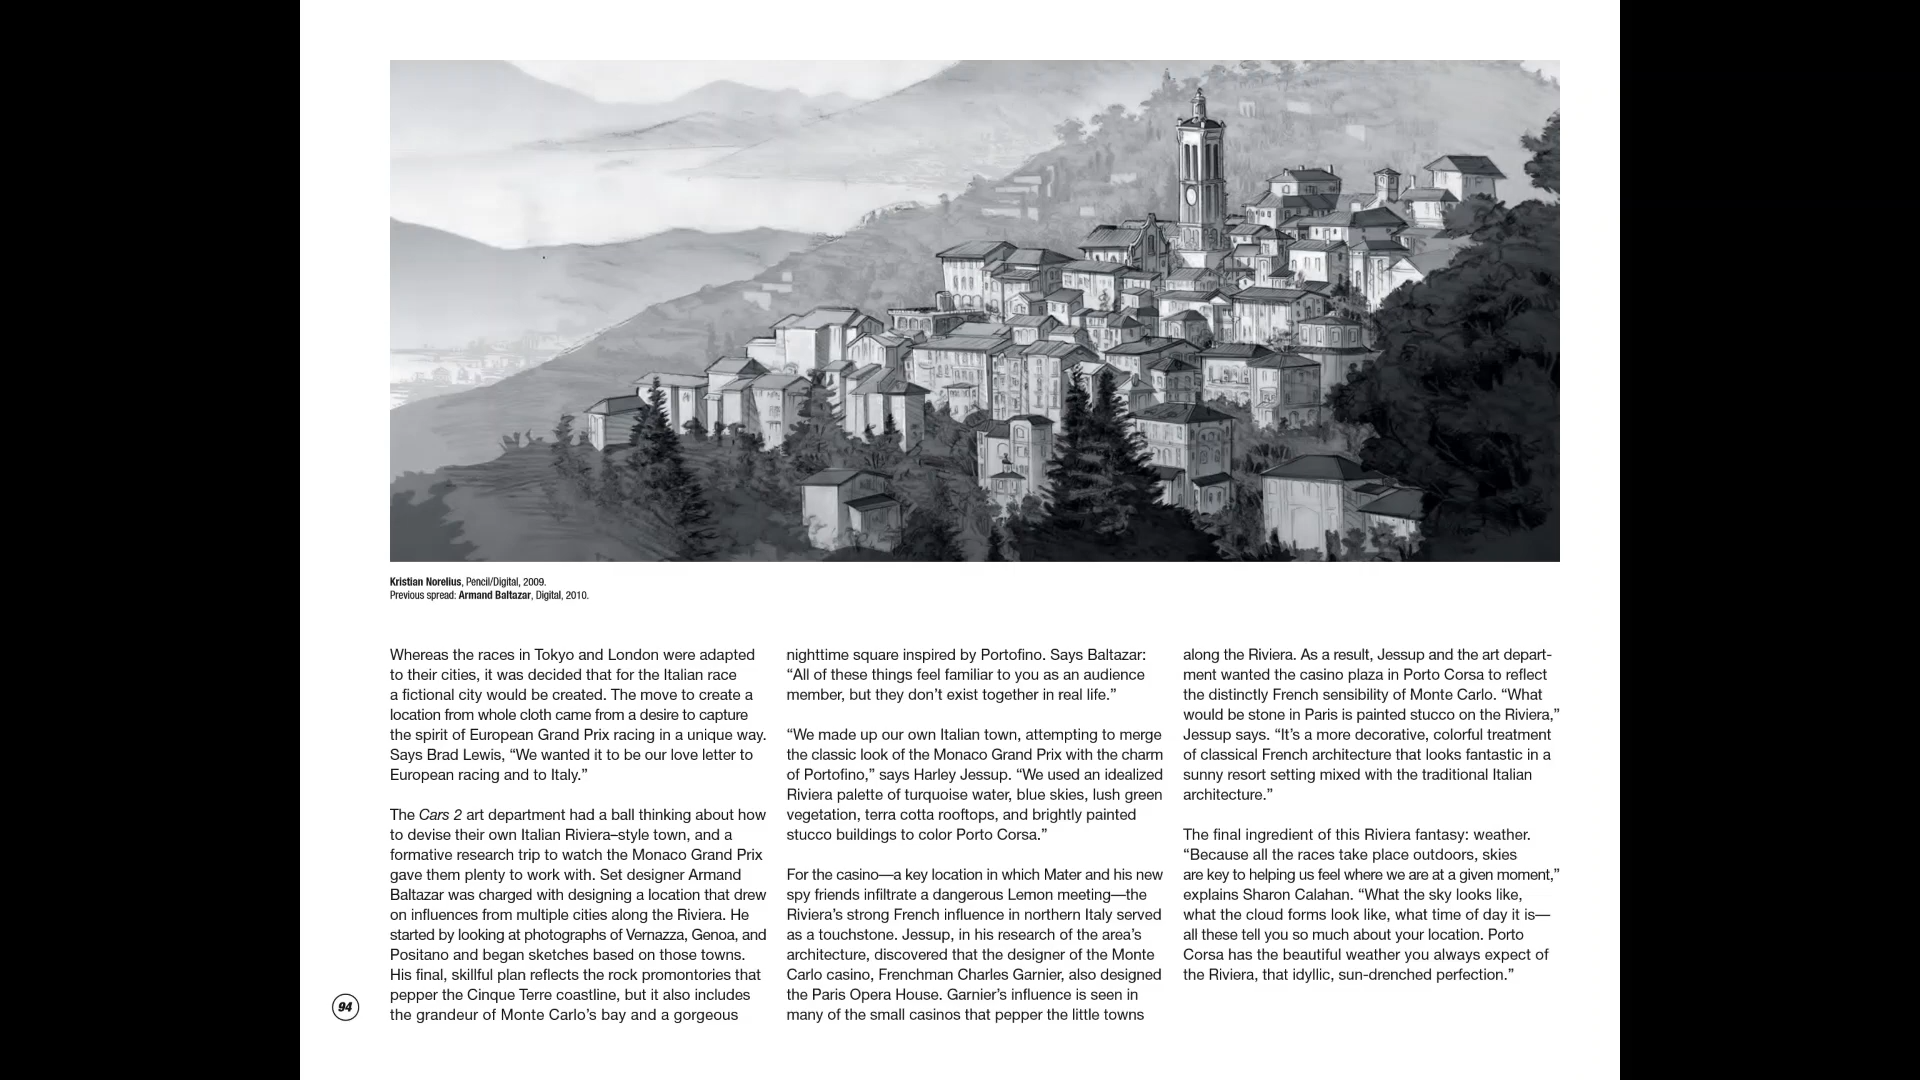 Kristian Norelius, Pencil/Digital, 2009.
Previous spread: Armand Baltazar, Digital, 2010.
Whereas the races in Tokyo and London were adapted
to their cities, it was decided that for the Italian race
a fictional city would be created. The move to create a
location from whole cloth came from a desire to capture
the spirit of European Grand Prix racing in a unique way.
Says Brad Lewis, “We wanted it to be our love letter to
European racing and to Italy.”
The Cars 2 art department had a ball thinking about how
to devise their own Italian Riviera–style town, and a
formative research trip to watch the Monaco Grand Prix
gave them plenty to work with. Set designer Armand
Baltazar was charged with designing a location that drew
on influences from multiple cities along the Riviera. He
started by looking at photographs of Vernazza, Genoa, and
Positano and began sketches based on those towns.
His final, skillful plan reflects the rock promontories that
pepper the Cinque Terre coastline, but it also includes
the grandeur of Monte Carlo’s bay and a gorgeous
nighttime square inspired by Portofino. Says Baltazar:
“All of these things feel familiar to you as an audience
member, but they don’t exist together in real life.”
“We made up our own Italian town, attempting to merge
the classic look of the Monaco Grand Prix with the charm
of Portofino,” says Harley Jessup. “We used an idealized
Riviera palette of turquoise water, blue skies, lush green
vegetation, terra cotta rooftops, and brightly painted
stucco buildings to color Porto Corsa.”
For the casino—a key location in which Mater and his new
spy friends infiltrate a dangerous Lemon meeting—the
Riviera’s strong French influence in northern Italy served
as a touchstone. Jessup, in his research of the area’s
architecture, discovered that the designer of the Monte
Carlo casino, Frenchman Charles Garnier, also designed
the Paris Opera House. Garnier’s influence is seen in
many of the small casinos that pepper the little towns
along the Riviera. As a result, Jessup and the art depart-
ment wanted the casino plaza in Porto Corsa to reflect
the distinctly French sensibility of Monte Carlo. “What
would be stone in Paris is painted stucco on the Riviera,”
Jessup says. “It’s a more decorative, colorful treatment
of classical French architecture that looks fantastic in a
sunny resort setting mixed with the traditional Italian
architecture.”
The final ingredient of this Riviera fantasy: weather.
“Because all the races take place outdoors, skies
are key to helping us feel where we are at a given moment,”
explains Sharon Calahan. “What the sky looks like,
what the cloud forms look like, what time of day it is—
all these tell you so much about your location. Porto
Corsa has the beautiful weather you always expect of
the Riviera, that idyllic, sun-drenched perfection.”
94